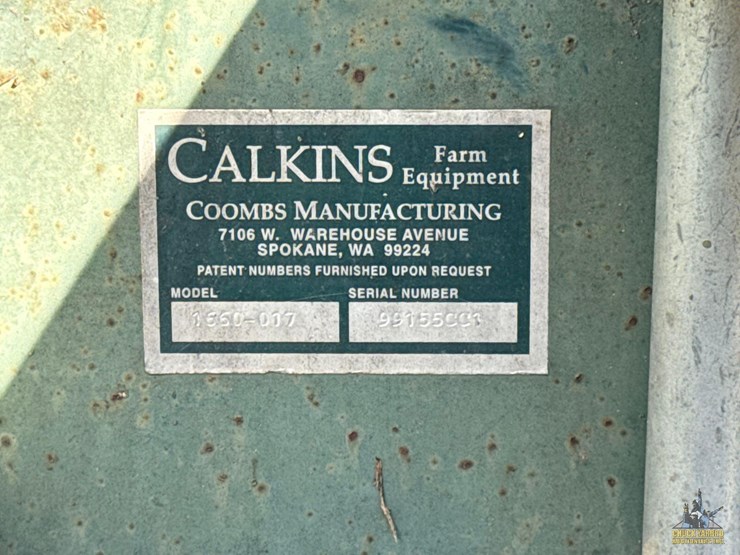 CALKINS Farm Equipment
COOMBS MANUFACTURING
7106 W. WAREHOUSE AVENUE
SPOKANE, WA 99224
PATENT NUMBERS FURNISHED UPON REQUEST
MODEL SERIAL NUMBER